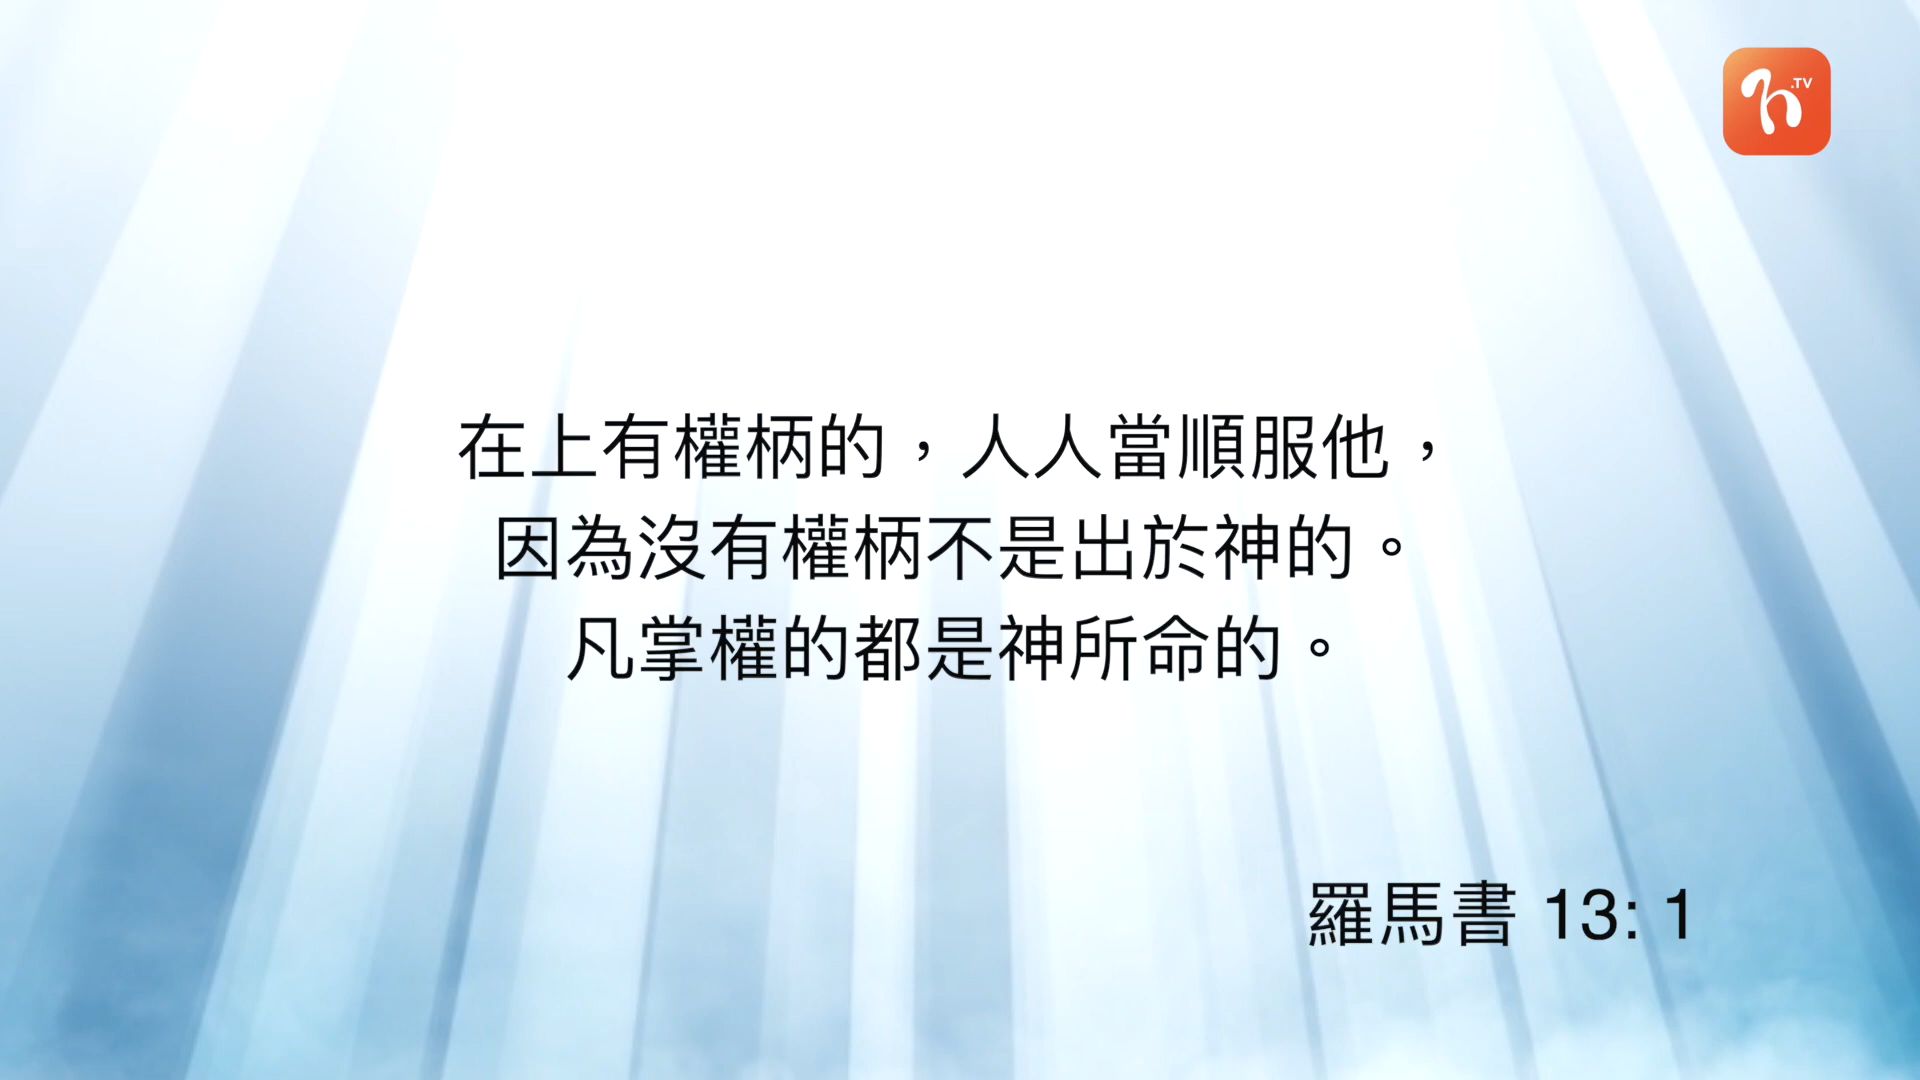 h.TV
在上有權柄的，人人當順服他，
因為沒有權柄不是出於神的。
凡掌權的都是神所命的。
羅馬書 13: 1